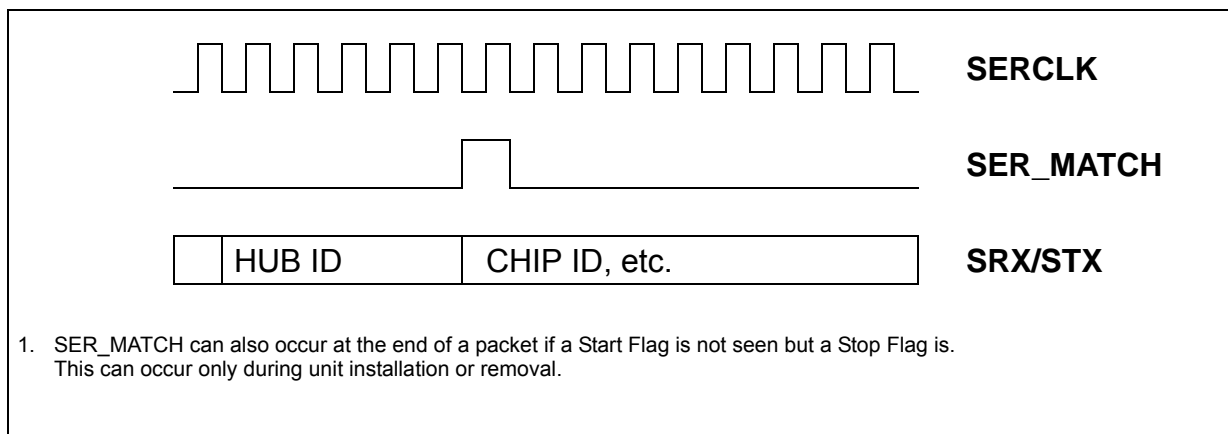 SERCLK
SER_MATCH
HUB ID
CHIP ID, etc.
SRX/STX
1. SER_MATCH can also occur at the end of a packet if a Start Flag is not seen but a Stop Flag is.
This can occur only during unit installation or removal.